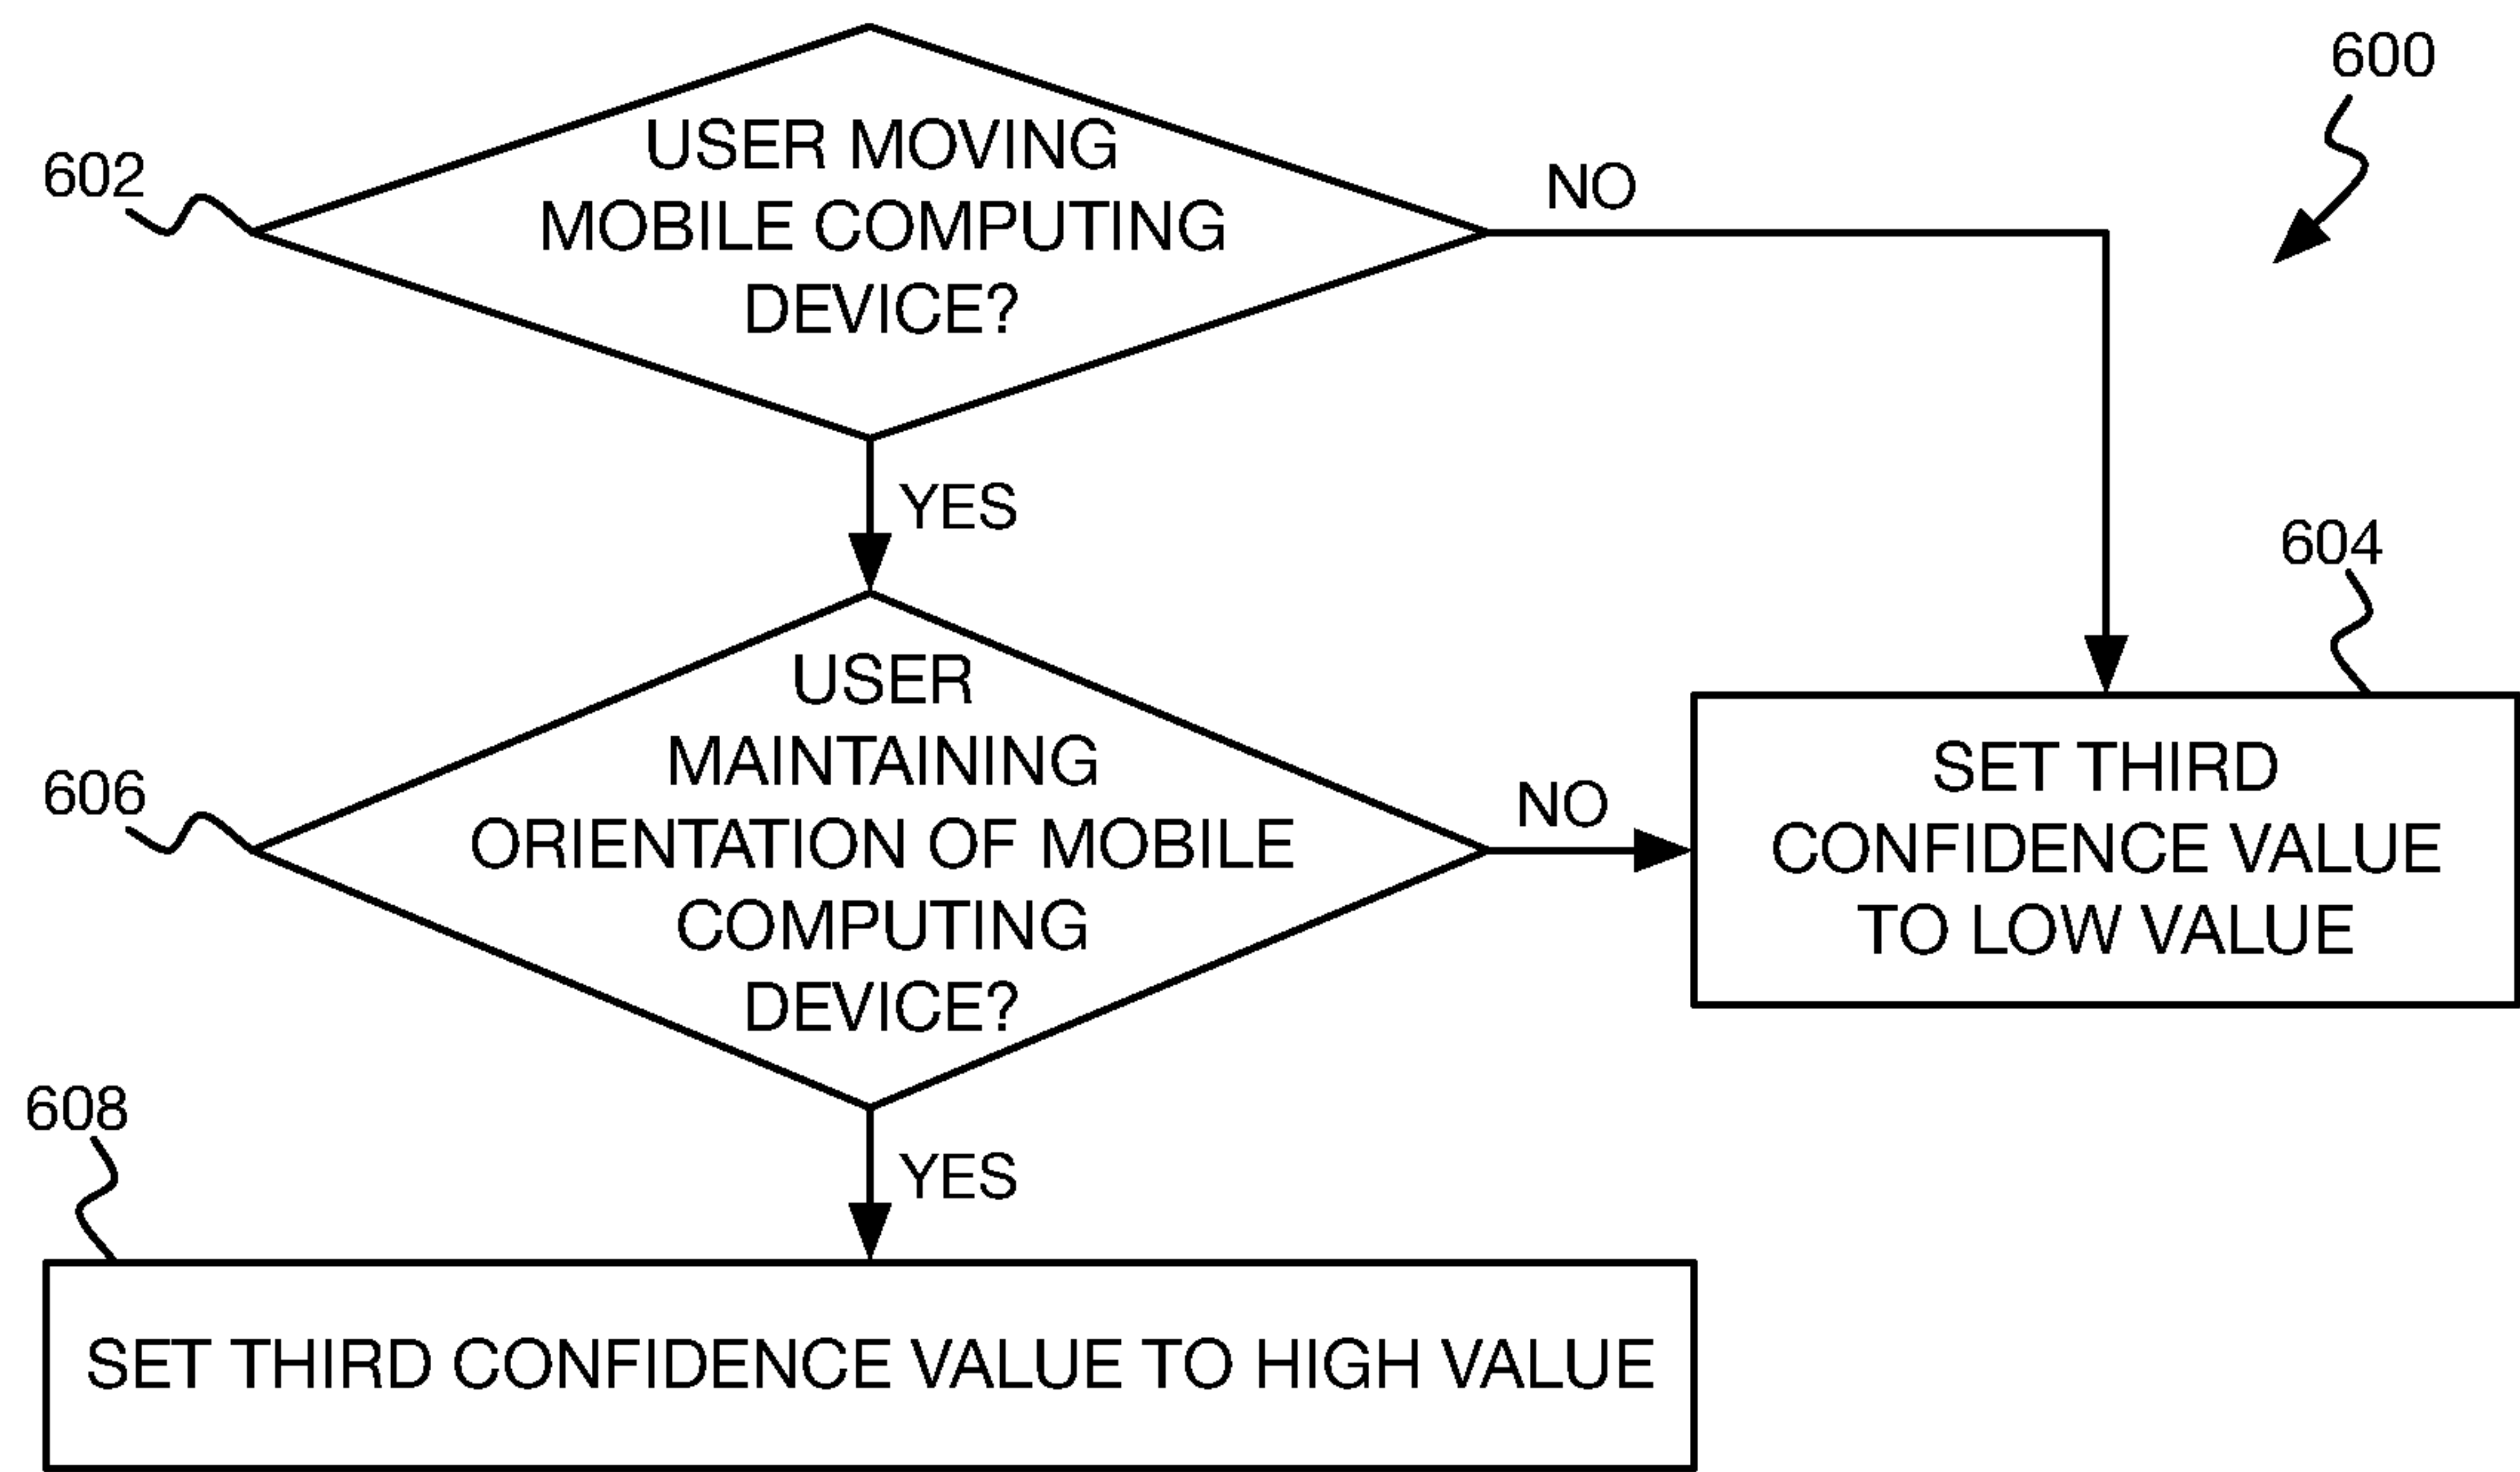 600
602
USER MOVING
MOBILE COMPUTING
DEVICE?
NO
YES
604
606
USER
MAINTAINING
ORIENTATION OF MOBILE
COMPUTING
DEVICE?
NO
SET THIRD
CONFIDENCE VALUE
TO LOW VALUE
608
YES
SET THIRD CONFIDENCE VALUE TO HIGH VALUE